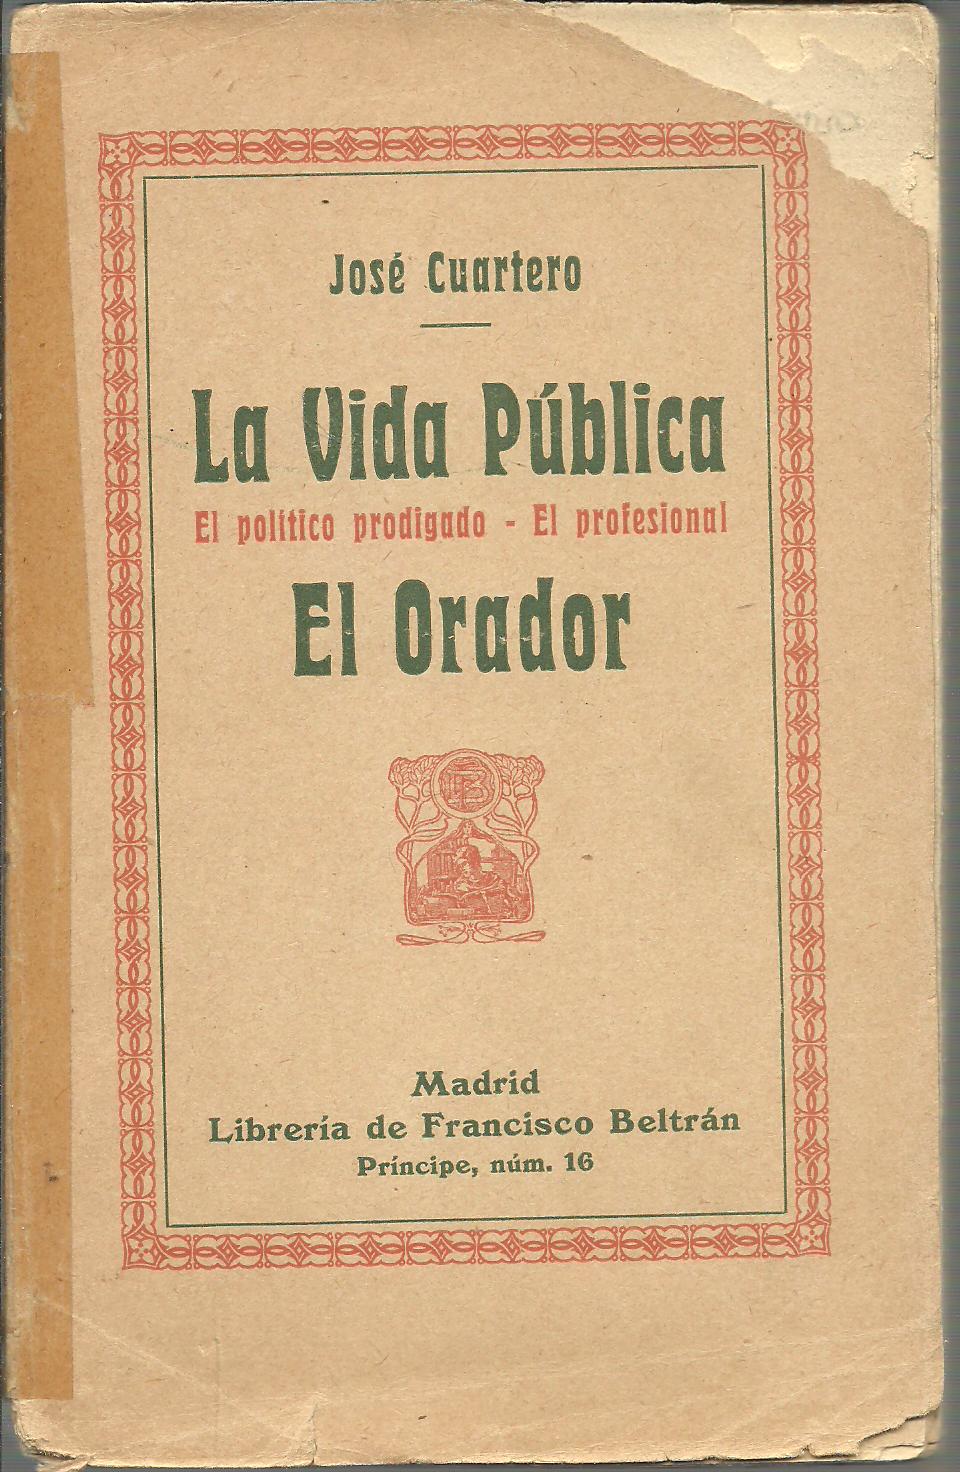 José Cuartero
La Vida Pública
El político prodigado - El profesional
El Orador
FB
Madrid
Librería de Francisco Beltrán
Príncipe, núm. 16